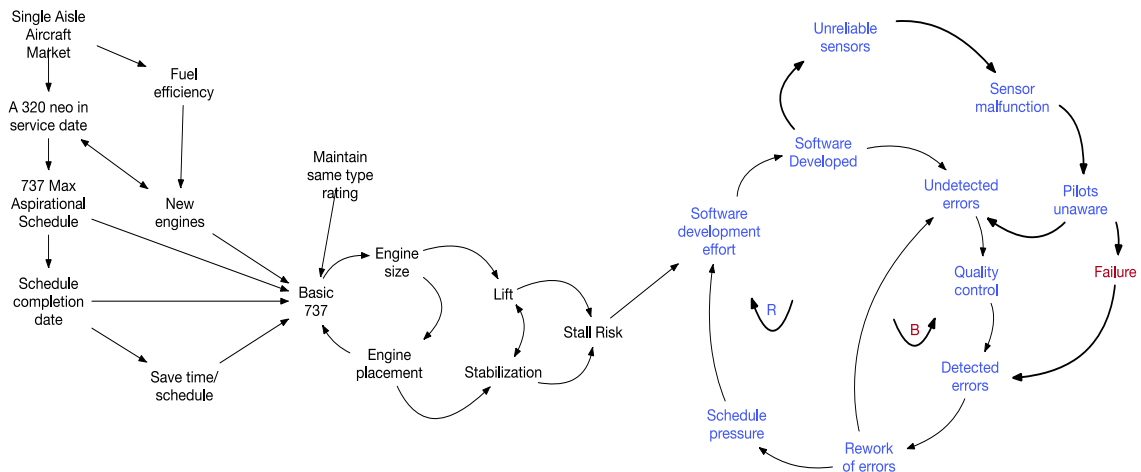 Single Aisle
Aircraft
Market
Fuel
efficiency
A 320 neo in
service date
737 Max
Aspirational
Schedule
New
engines
Maintain
same type
rating
Schedule
completion
date
Save time/
schedule
Basic
737
Engine
size
Engine
placement
Lift
Stabilization
Stall Risk
Unreliable
sensors
Sensor
malfunction
Software
Developed
Undetected
errors
Pilots
unaware
Software
development
effort
Quality
control
Failure
R
B
Detected
errors
Schedule
pressure
Rework
of errors